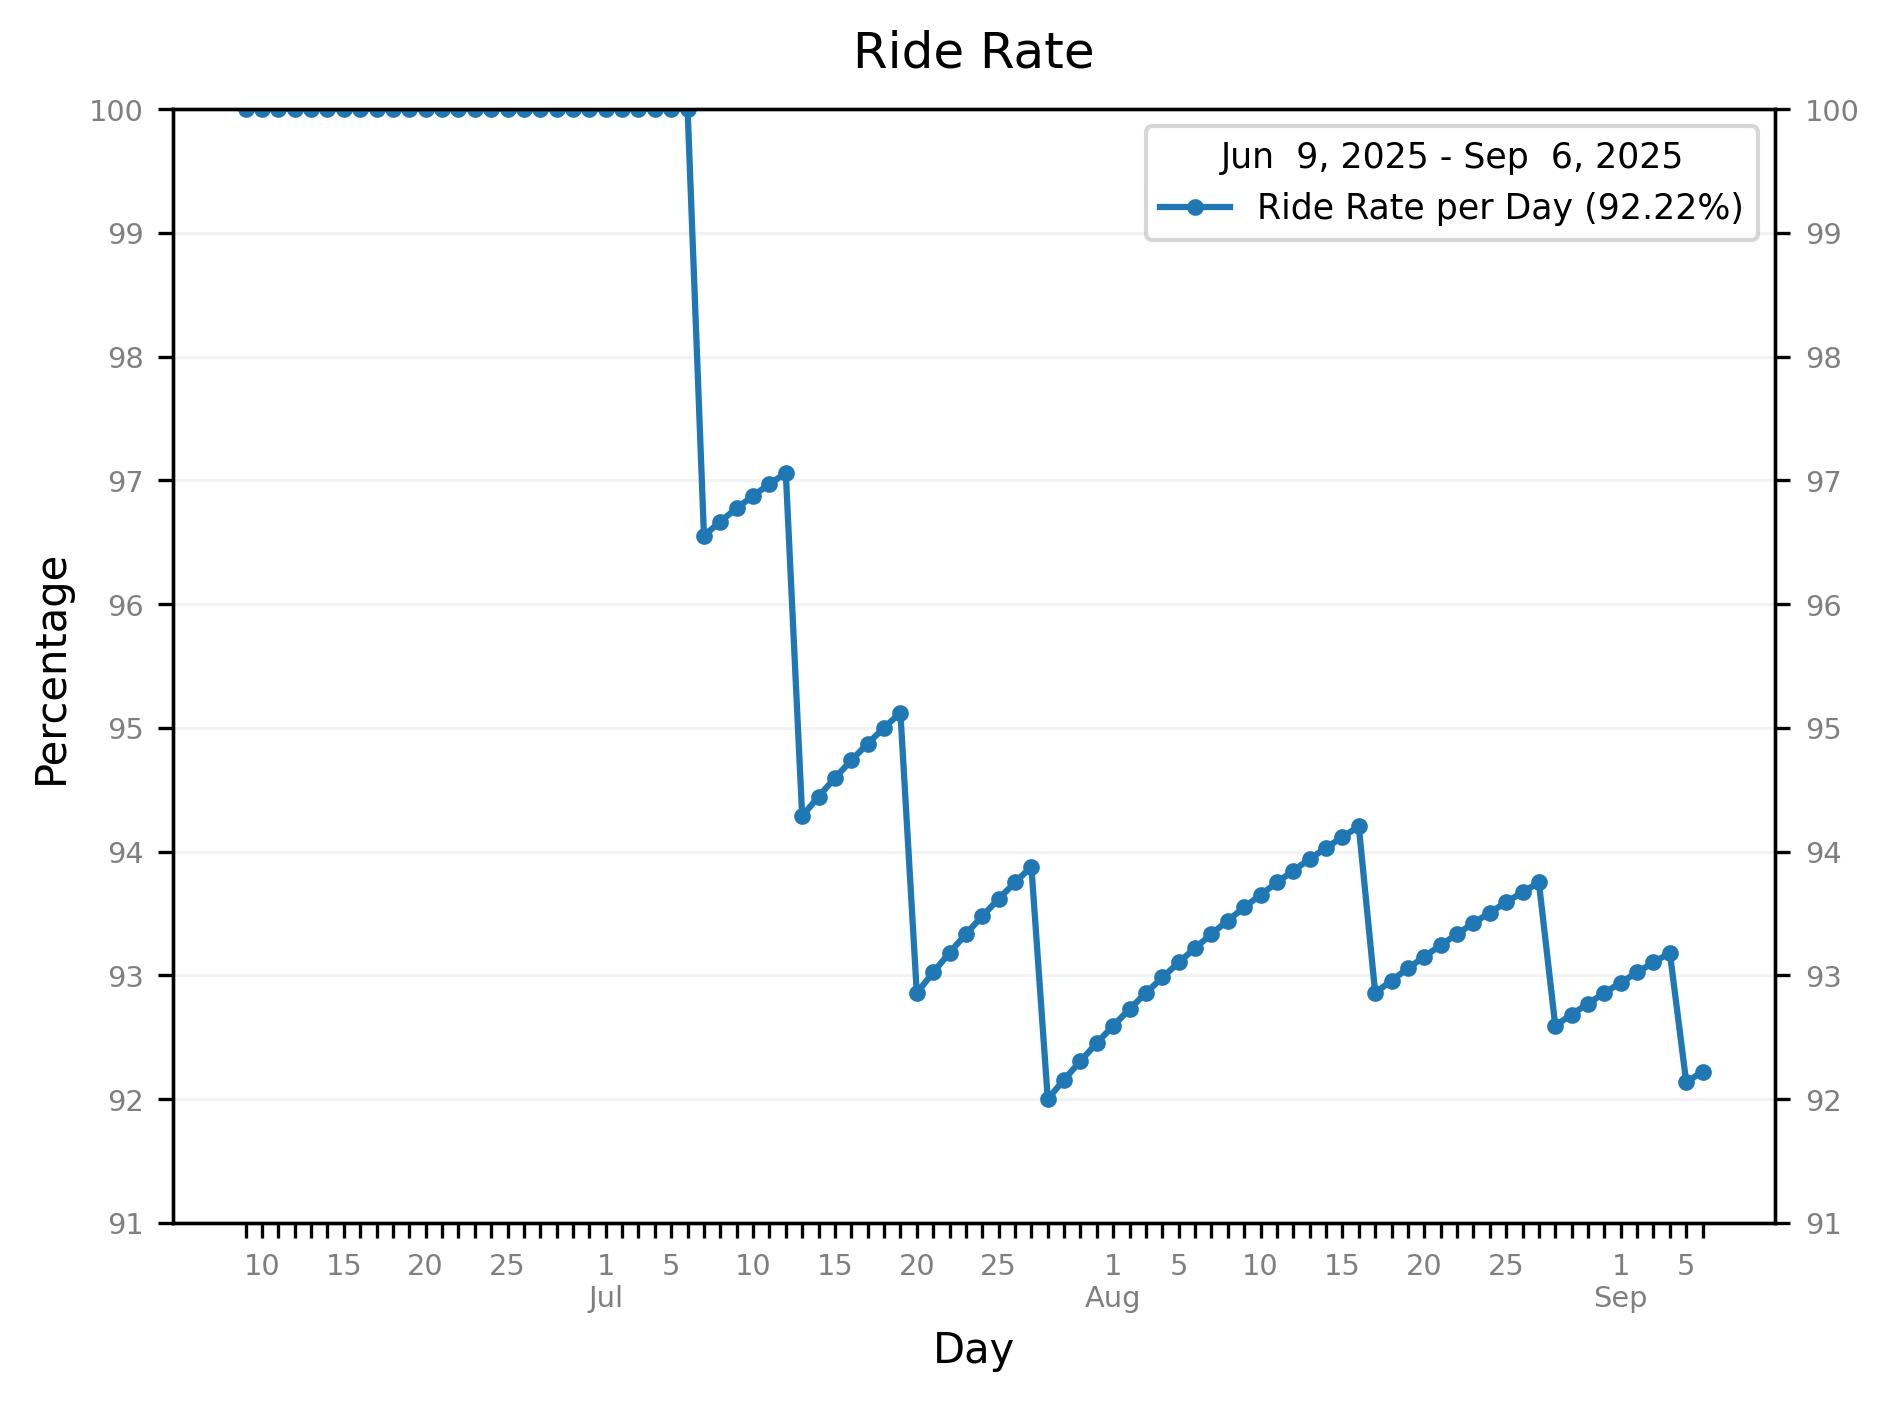 Ride Rate
Jun  9, 2025 - Sep  6, 2025
Ride Rate per Day (92.22%)
Percentage
100 100
99 99
98 98
97 97
96 96
95 95
94 94
93 93
92 92
91 91
10 15 20 25 1 5 10 15 20 25 1 5 10 15 20 25 1 5
Jul Aug Sep
Day